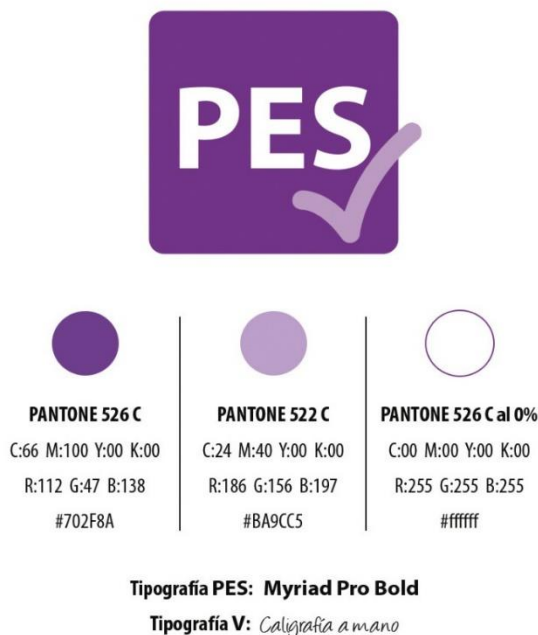 PES
PANTONE 526 C
C:66 M:100 Y:00 K:00
R:112 G:47 B:138
#702F8A
PANTONE 522 C
C:24 M:40 Y:00 K:00
R:186 G:156 B:197
#BA9CC5
PANTONE 526 C al 0%
C:00 M:00 Y:00 K:00
R:255 G:255 B:255
#ffffff
Tipografía PES: Myriad Pro Bold
Tipografía V: Caligrafía a mano